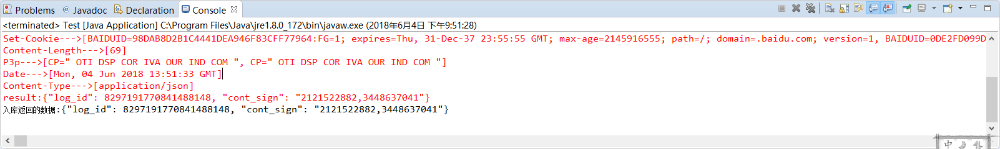 Problems @ Javadoc Declaration Console
<terminated> Test [Java Application] C:\Program Files\Java\jre1.8.0_172\bin\javaw.exe (2018年6月4日 下午9:51:28)
Set-Cookie--->[BAIDUID=98DAB8D2B1C4441DEA946F83CFF77964:FG=1; expires=Thu, 31-Dec-37 23:55:55 GMT; max-age=2145916555; path=/; domain=.baidu.com; version=1, BAIDUID=0DE2FD099D
Content-Length--->[69]
P3p--->[CP=" OTI DSP COR IVA OUR IND COM ", CP=" OTI DSP COR IVA OUR IND COM "]
Date--->[Mon, 04 Jun 2018 13:51:33 GMT]
Content-Type--->[application/json]
result:{"log_id": 8297191770841488148, "cont_sign": "2121522882,3448637041"}
入库返回的数据:{"log_id": 8297191770841488148, "cont_sign": "2121522882,3448637041"}
中